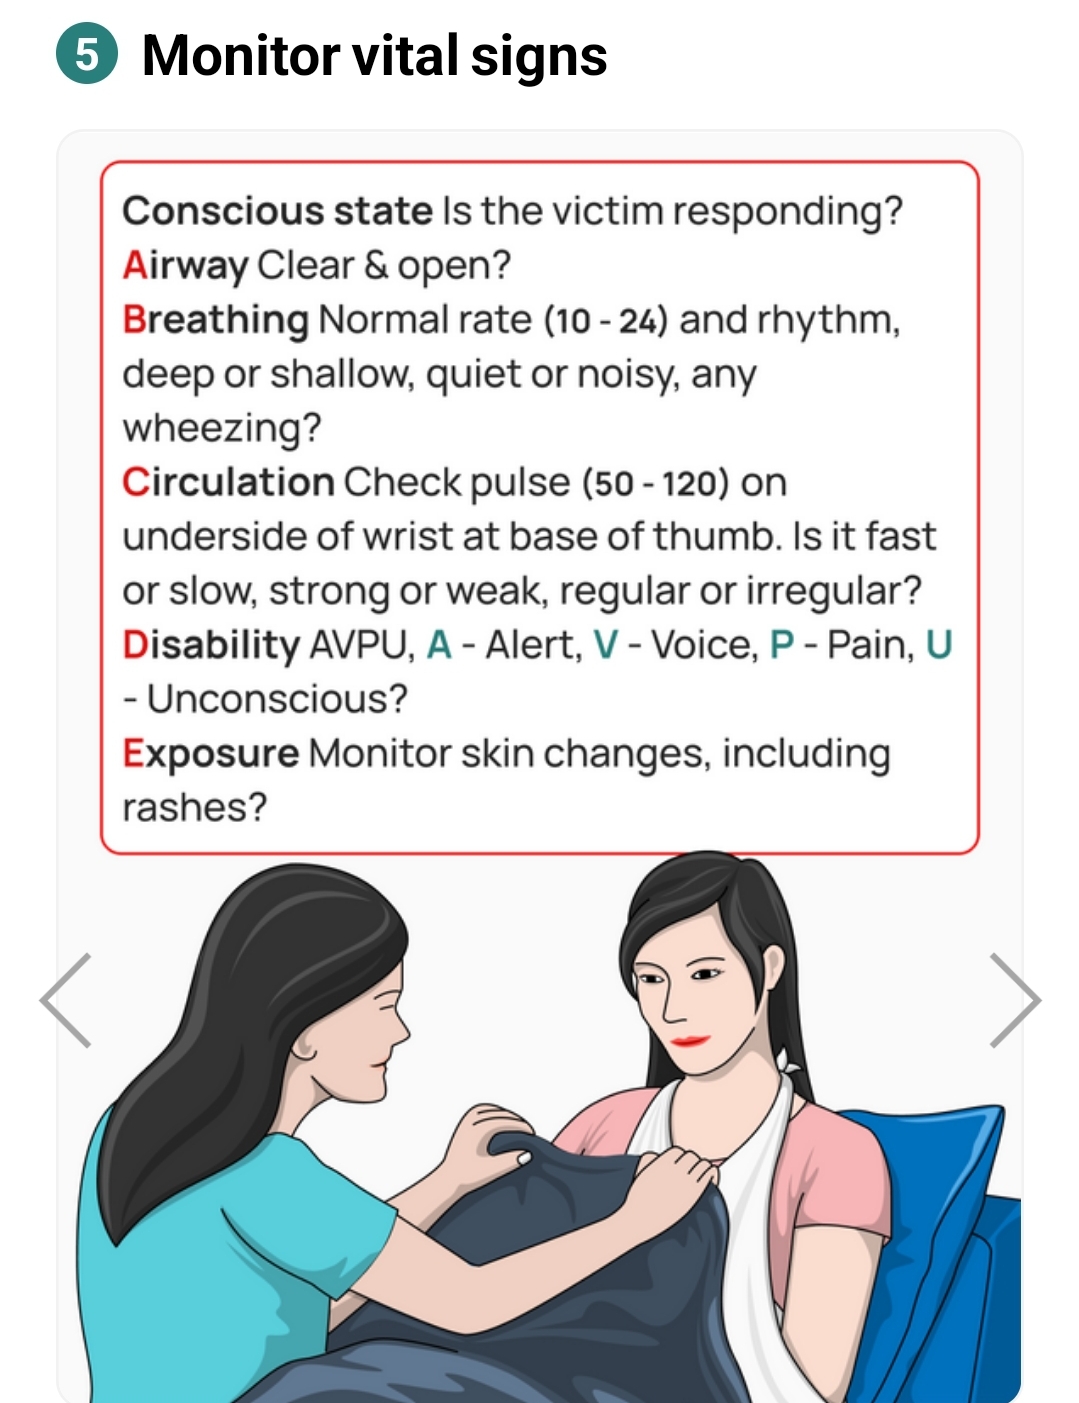 5 Monitor vital signs
Conscious state Is the victim responding?
Airway Clear & open?
Breathing Normal rate (10 - 24) and rhythm,
deep or shallow, quiet or noisy, any
wheezing?
Circulation Check pulse (50 - 120) on
underside of wrist at base of thumb. Is it fast
or slow, strong or weak, regular or irregular?
Disability AVPU, A - Alert, V - Voice, P - Pain, U
- Unconscious?
Exposure Monitor skin changes, including
rashes?